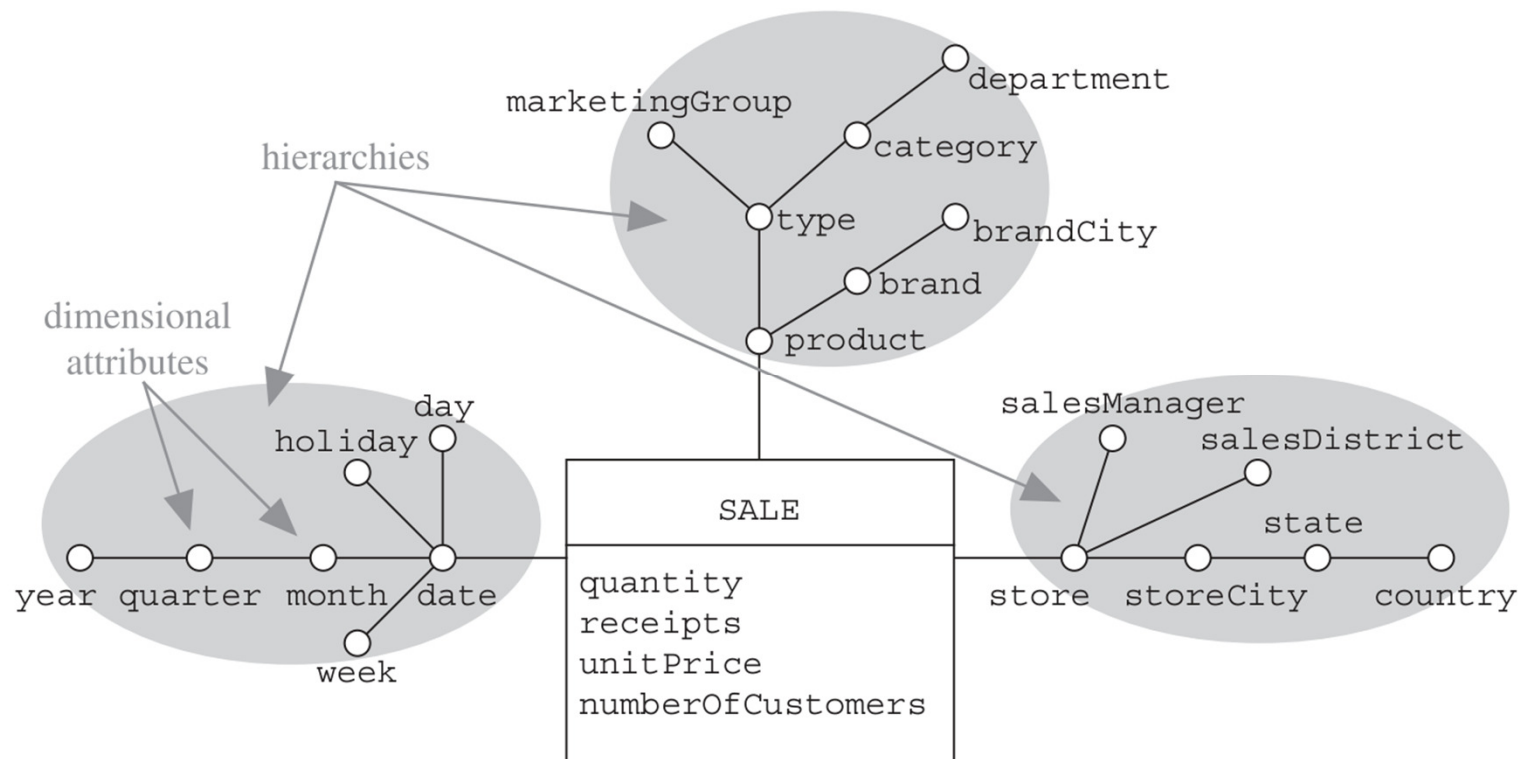 department
marketingGroup
category
hierarchies
type
brandCity
brand
dimensional
attributes
product
day
holiday
salesManager
salesDistrict
SALE
state
year quarter month date
week
quantity
receipts
unitPrice
numberOfCustomers
store storeCity country